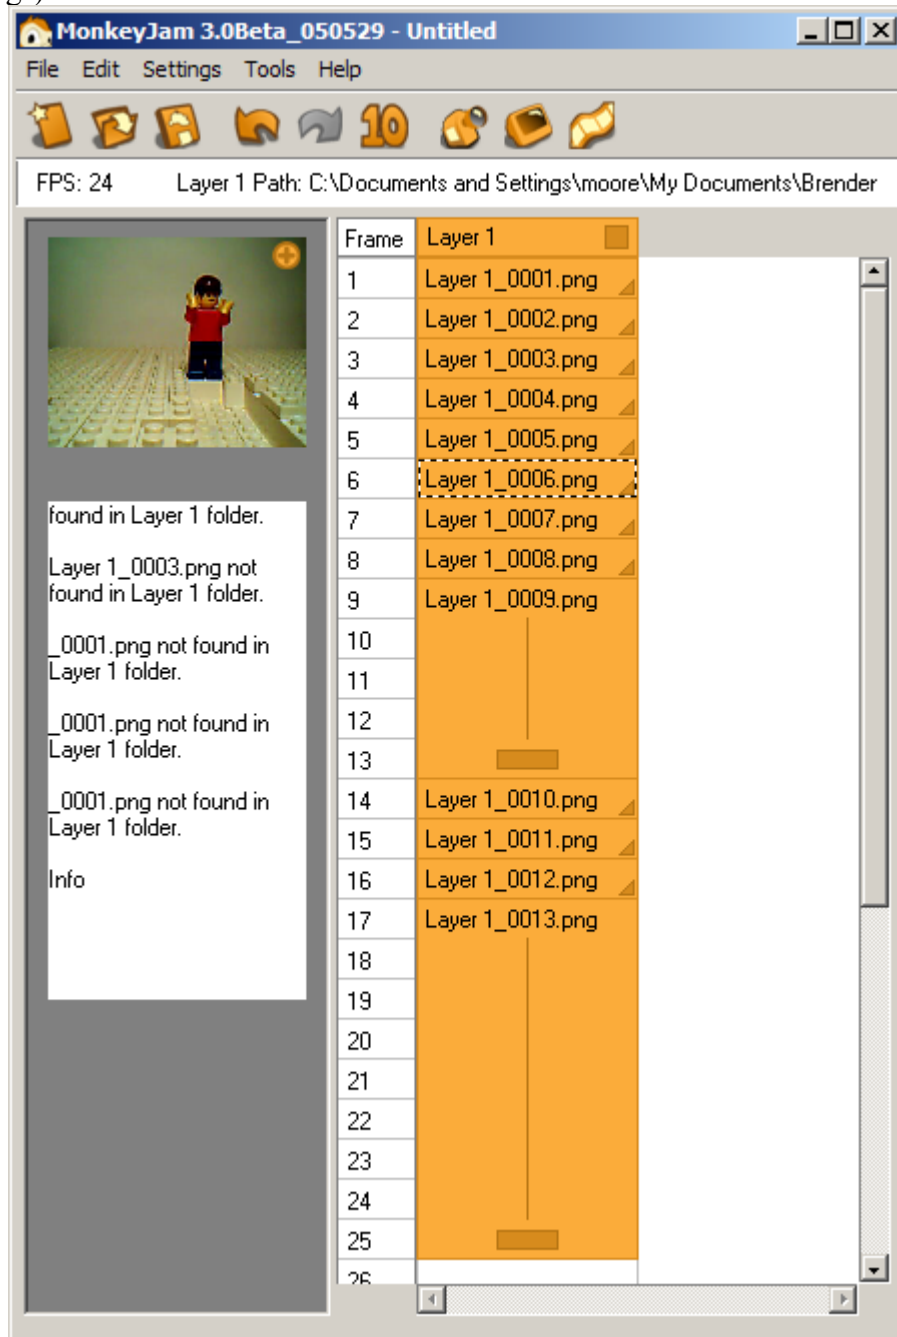 MonkeyJam 3.0Beta_050529 - Untitled
File Edit Settings Tools Help
10
FPS: 24 Layer 1 Path: C:\Documents and Settings\moore\My Documents\Brender
found in Layer 1 folder.
Layer 1_0003.png not
found in Layer 1 folder.
_0001.png not found in
Layer 1 folder.
_0001.png not found in
Layer 1 folder.
_0001.png not found in
Layer 1 folder.
Info
Frame Layer 1
1 Layer 1_0001.png
2 Layer 1_0002.png
3 Layer 1_0003.png
4 Layer 1_0004.png
5 Layer 1_0005.png
6 Layer 1_0006.png
7 Layer 1_0007.png
8 Layer 1_0008.png
9 Layer 1_0009.png
10
11
12
13
14 Layer 1_0010.png
15 Layer 1_0011.png
16 Layer 1_0012.png
17 Layer 1_0013.png
18
19
20
21
22
23
24
25
26